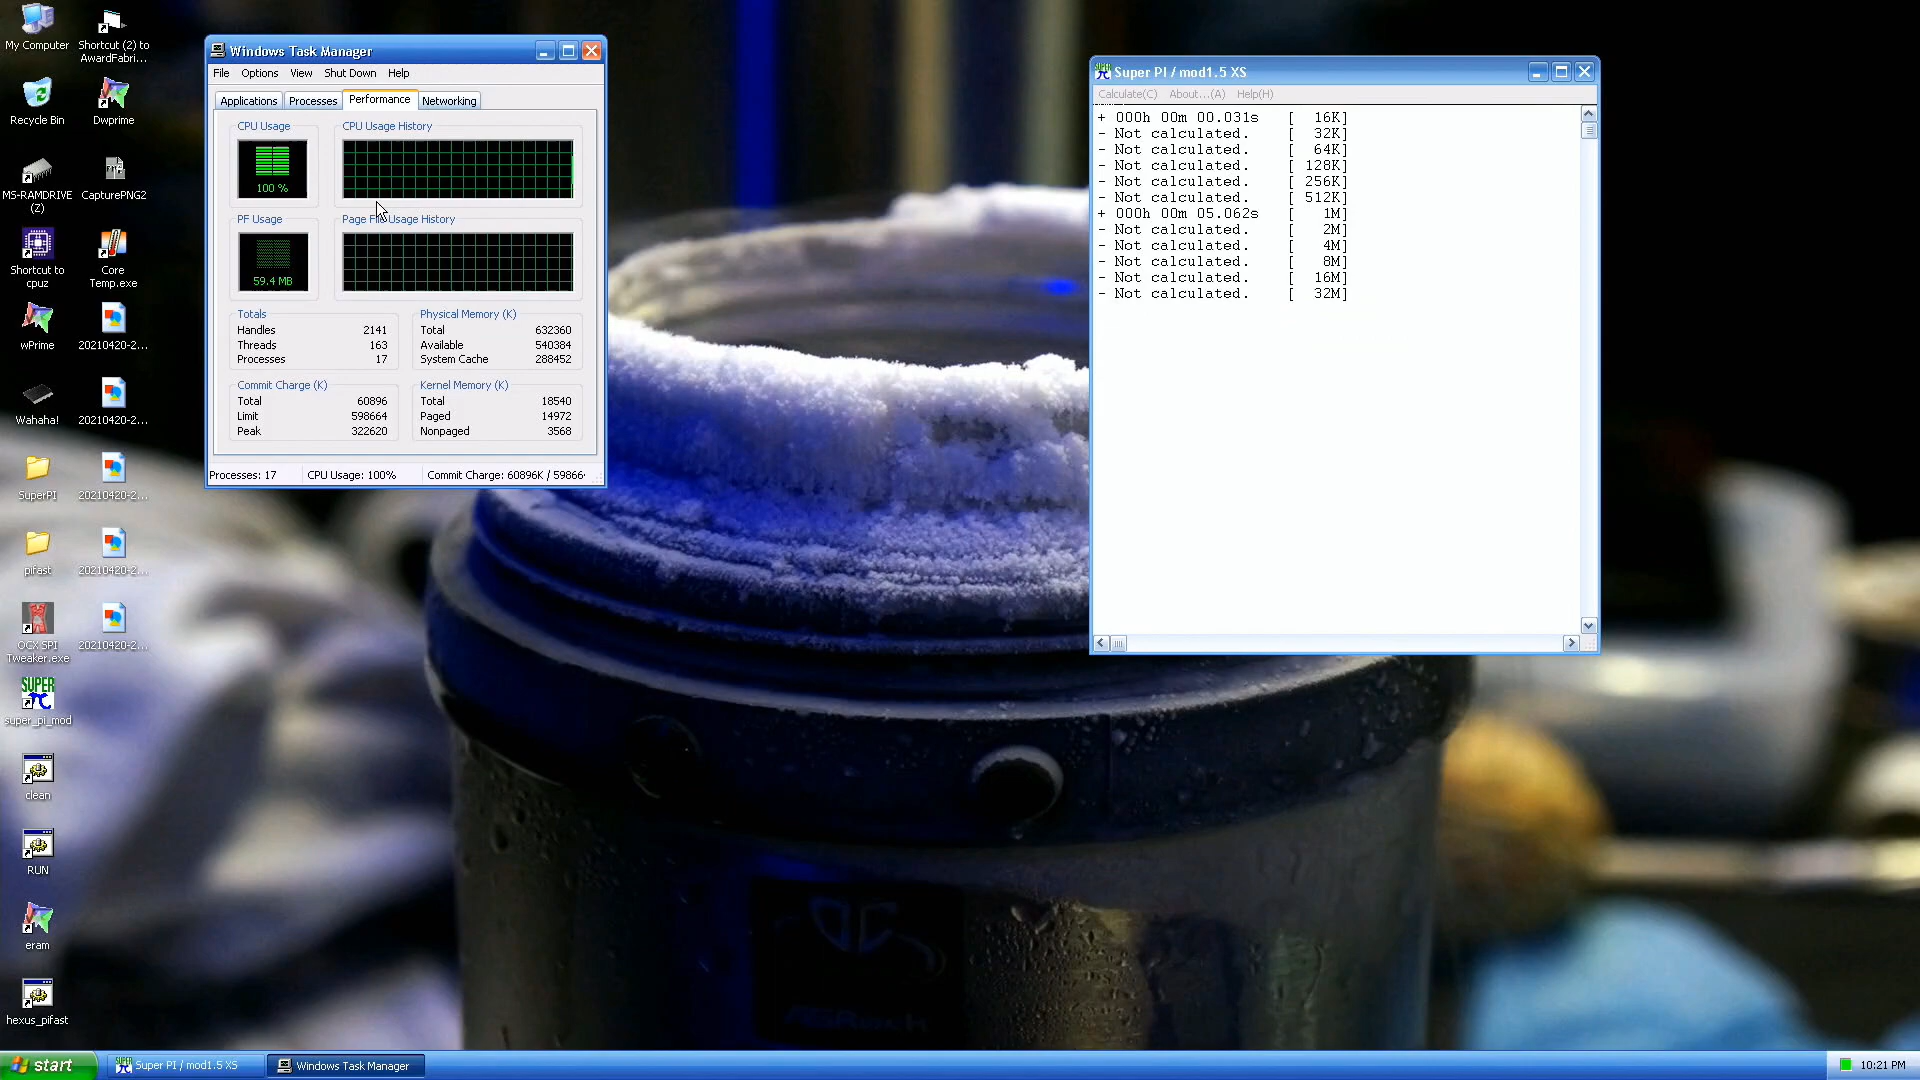 My Computer
Shortcut (2) to
AwardFabri...
Recycle Bin
Dwprime
MS-RAMDRIVE
(Z)
CapturePNG2
Shortcut to
cpuz
Core
Temp.exe
wPrime
20210420-2...
Wahaha!
20210420-2...
SuperPI
20210420-2...
pifast
20210420-2...
OCX SPI
Tweaker.exe
20210420-2...
SUPER
super_pi_mod
clean
RUN
eram
hexus_pifast
Windows Task Manager
File Options View Shut Down Help
Applications Processes Performance Networking
CPU Usage
CPU Usage History
100 %
PF Usage
Page File Usage History
59.4 MB
Totals
Handles 2141
Threads 163
Processes 17
Physical Memory (K)
Total 632360
Available 540384
System Cache 288452
Commit Charge (K)
Total 60896
Limit 598664
Peak 322620
Kernel Memory (K)
Total 18540
Paged 14972
Nonpaged 3568
Processes: 17 CPU Usage: 100% Commit Charge: 60896K / 59866
Super PI / mod1.5 XS
Calculate(C) About...(A) Help(H)
+ 000h 00m 00.031s [ 16K]
- Not calculated. [ 32K]
- Not calculated. [ 64K]
- Not calculated. [ 128K]
- Not calculated. [ 256K]
- Not calculated. [ 512K]
+ 000h 00m 05.062s [ 1M]
- Not calculated. [ 2M]
- Not calculated. [ 4M]
- Not calculated. [ 8M]
- Not calculated. [ 16M]
- Not calculated. [ 32M]
start
Super PI / mod1.5 XS
Windows Task Manager
10:21 PM